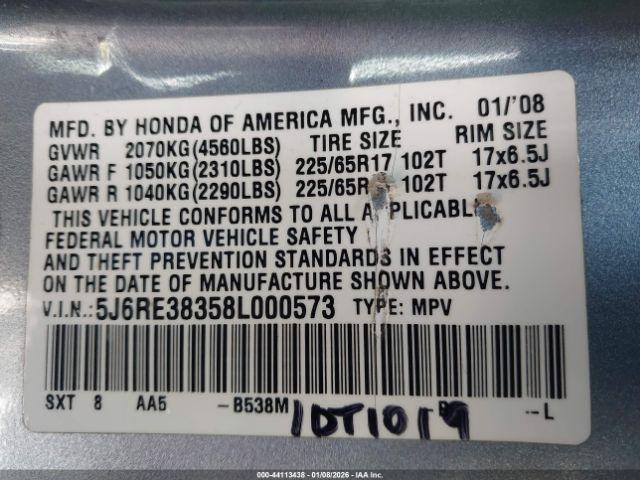 MFD. BY HONDA OF AMERICA MFG., INC. 01/'08
GVWR 2070KG(4560LBS) TIRE SIZE RIM SIZE
GAWR F 1050KG(2310LBS) 225/65R17 102T 17x6.5J
GAWR R 1040KG(2290LBS) 225/65R 102T 17x6.5J
THIS VEHICLE CONFORMS TO ALL APPLICABL
FEDERAL MOTOR VEHICLE SAFETY
AND THEFT PREVENTION STANDARDS IN EFFECT
ON THE DATE OF MANUFACTURE SHOWN ABOVE.
V.I.N.:5J6RE38358L000573 TYPE: MPV
SXT 8 AA5 -B538M --L
1DT1019
000-44113438 - 01/08/2026 - IAA Inc.